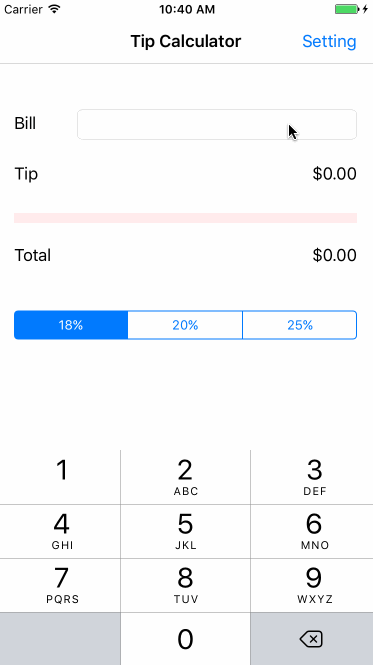 Carrier 10:40 AM
Tip Calculator Setting
Bill
Tip $0.00
Total $0.00
18% 20% 25%
1 2 3
ABC DEF
4 5 6
GHI JKL MNO
7 8 9
PQRS TUV WXYZ
0